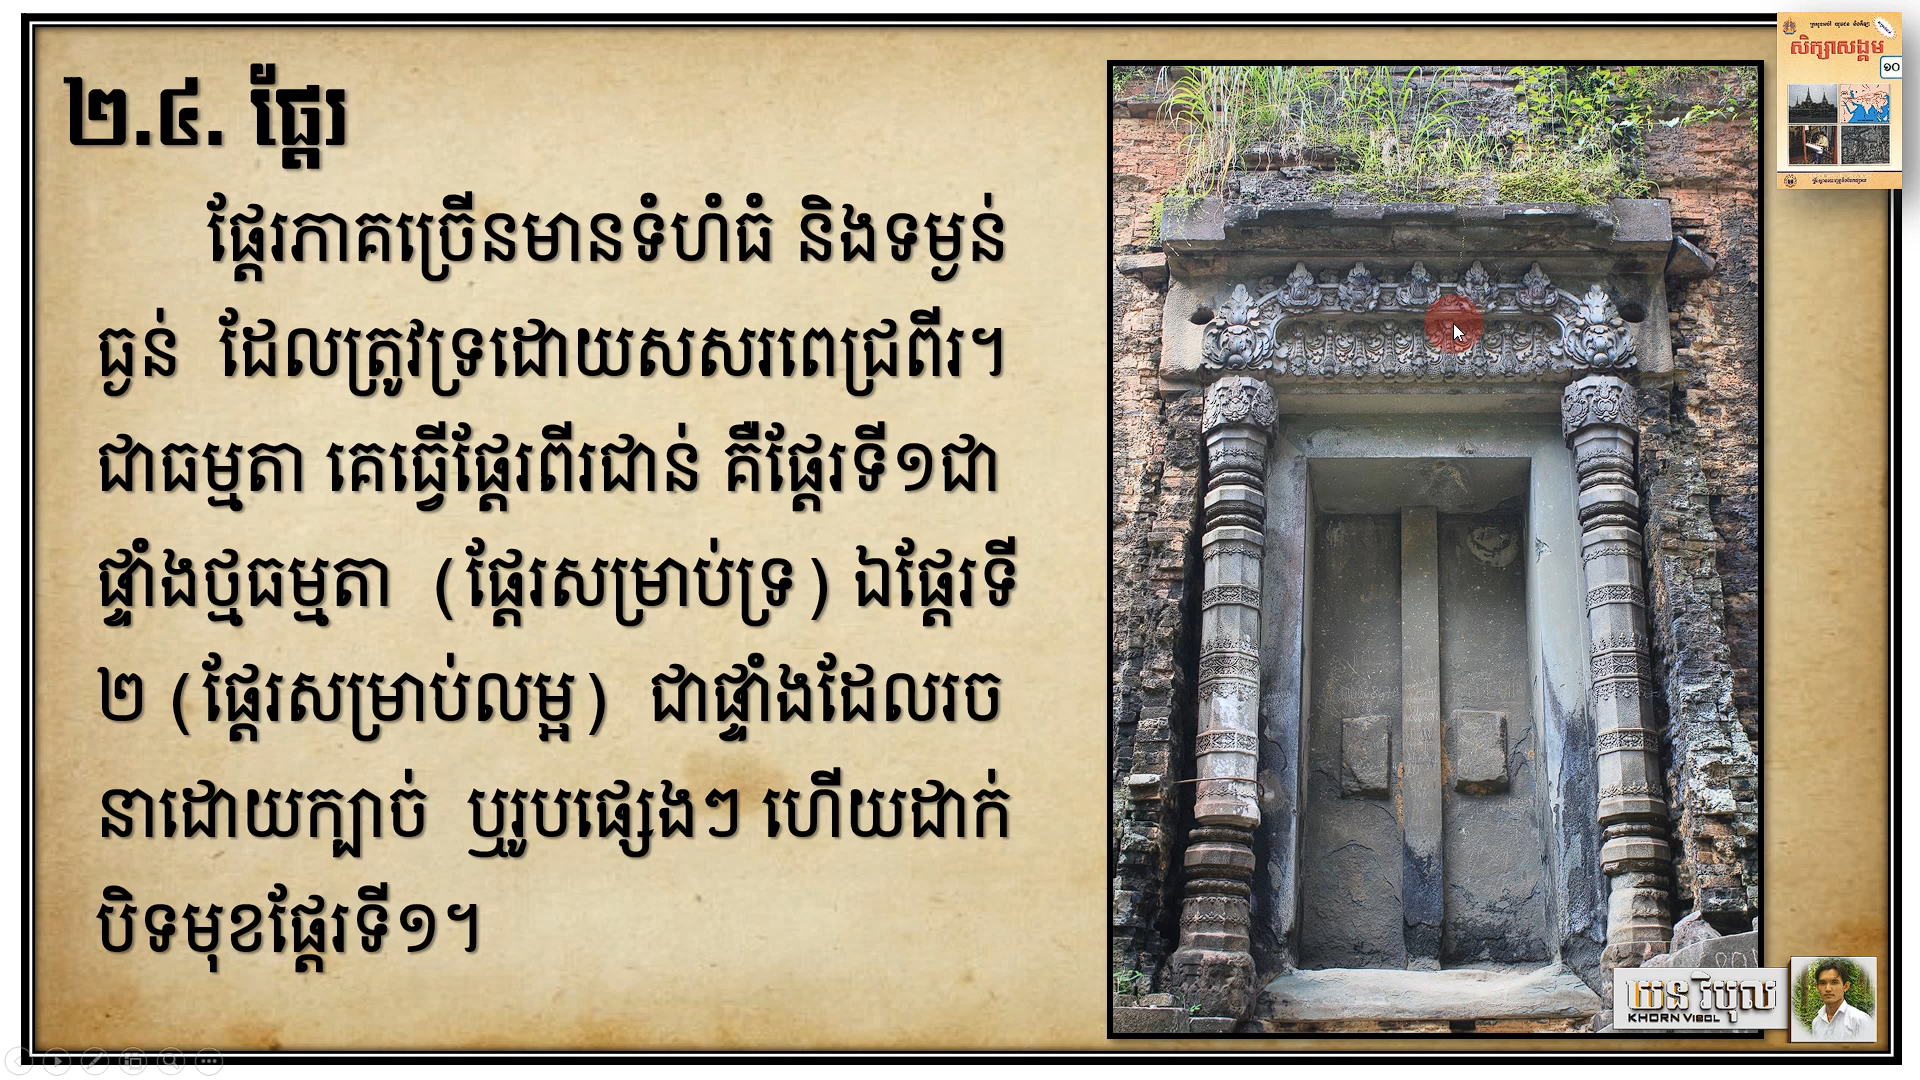 ២.៤. ផ្តែរ
ផ្តែរភាគច្រើនមានទំហំធំ និងទម្ងន់
ធ្ងន់ ដែលត្រូវទ្រដោយសសរពេជ្រពីរ។
ជាធម្មតា គេធ្វើផ្តែរពីរជាន់ គឺផ្តែរទី១ជា
ផ្ទាំងថ្មធម្មតា (ផ្តែរសម្រាប់ទ្រ) ឯផ្តែរទី
២ (ផ្តែរសម្រាប់លម្អ) ជាផ្ទាំងដែលរច
នាដោយក្បាច់ ឬរូបផ្សេងៗ ហើយដាក់
បិទមុខផ្តែរទី១។
សិក្សាសង្គម
១០
ឃន វិបុល
KHORN VIBOL